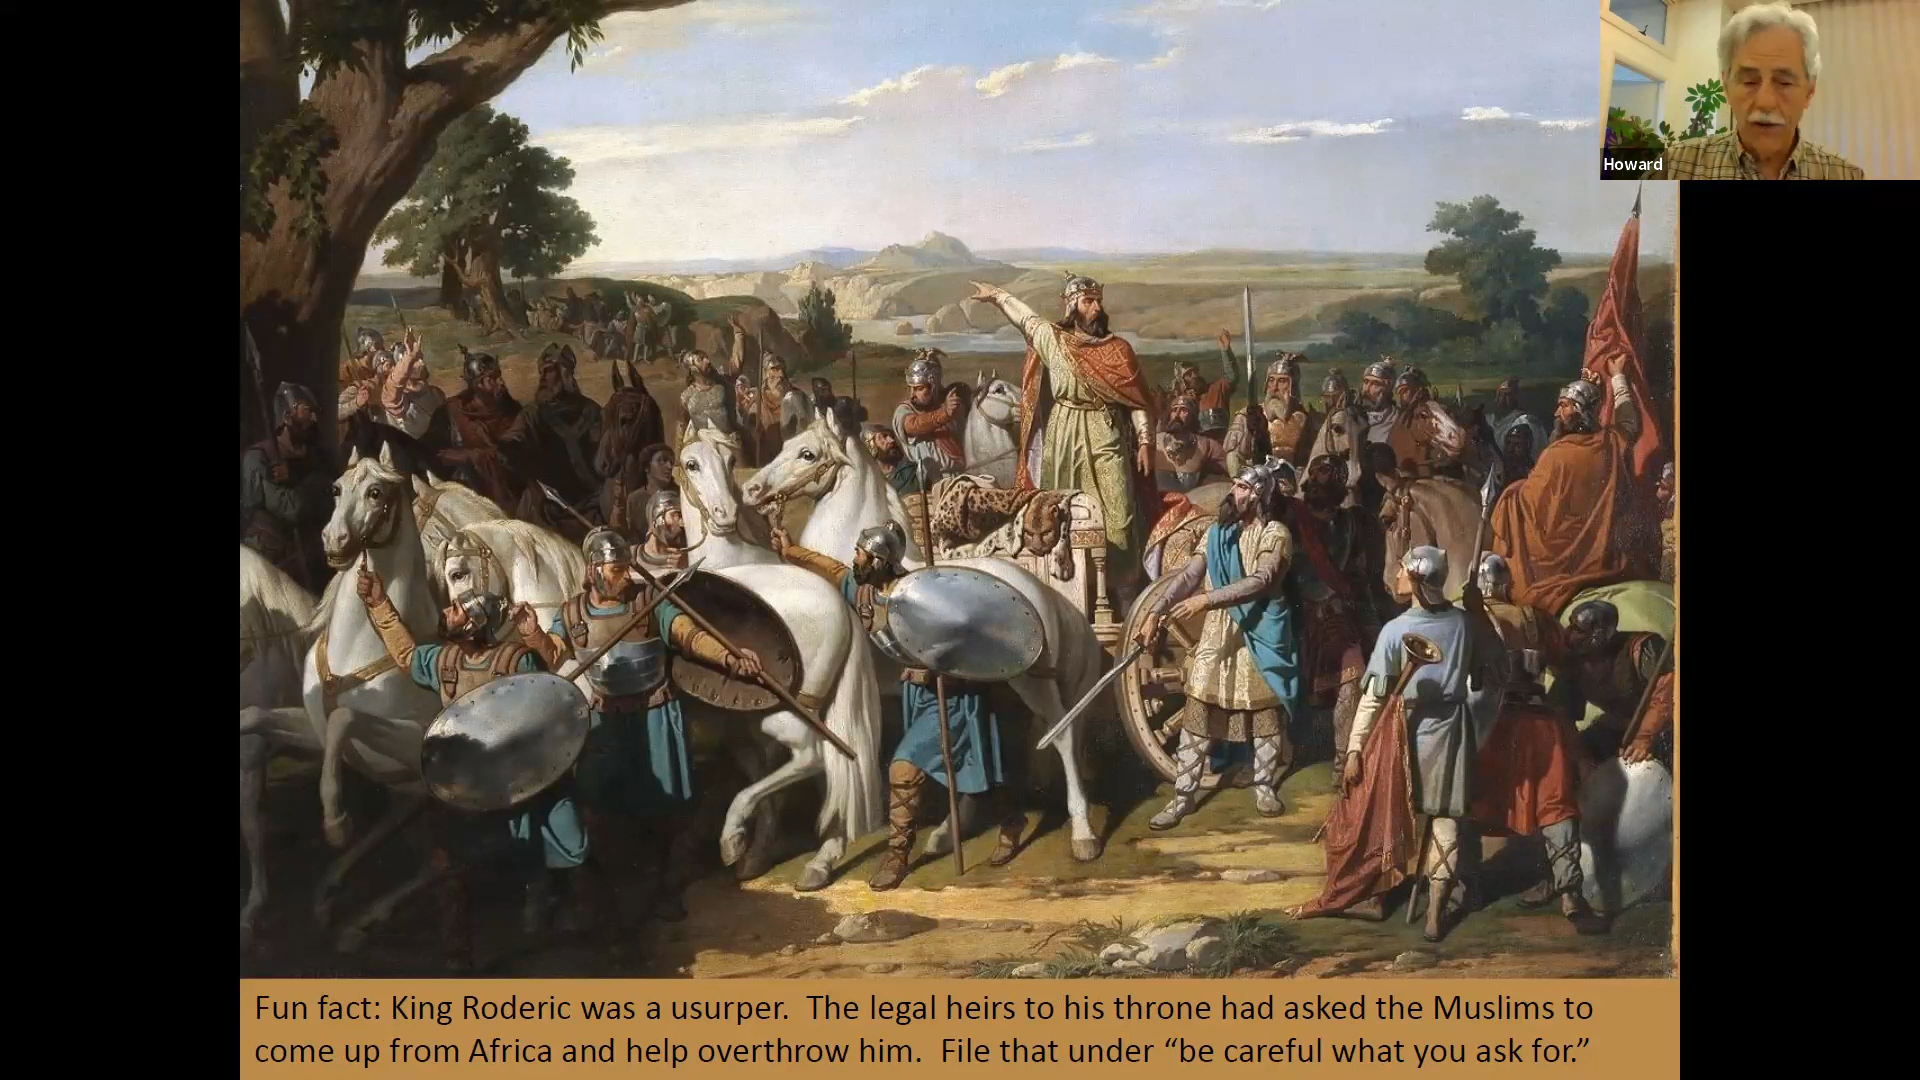 Howard
Fun fact: King Roderic was a usurper.  The legal heirs to his throne had asked the Muslims to
come up from Africa and help overthrow him.  File that under “be careful what you ask for.”